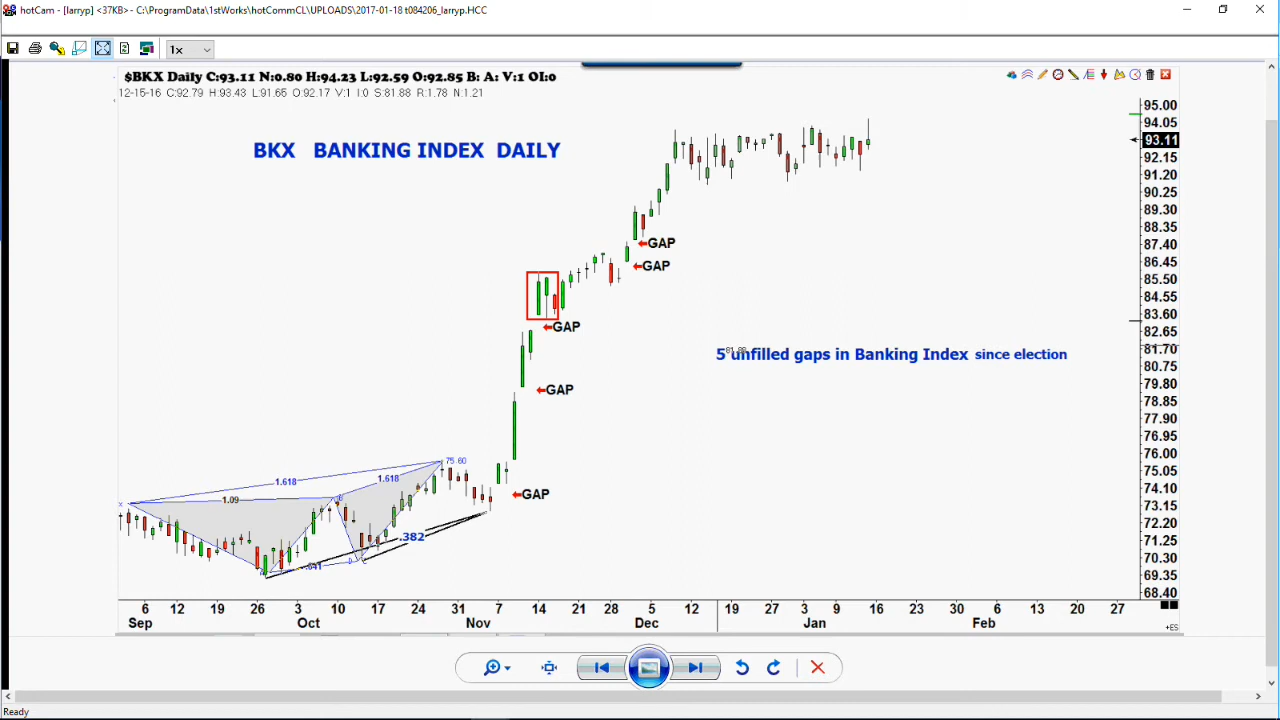 hotCam - [larryp] <37KB> - C:\ProgramData\1stWorks\hotCommCL\UPLOADS\2017-01-18 t084206_larryp.HCC
1x
$BKX Daily C:93.11 N:0.80 H:94.23 L:92.59 O:92.85 B: A: V:1 OI:0
12-15-16 C:92.79 H:93.43 L:91.65 O:92.17 V:1 I:0 S:81.88 R:1.78 N:1.21
BKX BANKING INDEX DAILY
95.00
94.05
93.11
92.15
91.20
90.25
89.30
88.35
87.40
86.45
85.50
84.55
83.60
82.65
81.70
80.75
79.80
78.85
77.90
76.95
76.00
75.05
74.10
73.15
72.20
71.25
70.30
69.35
68.40
GAP
GAP
GAP
GAP
GAP
5 unfilled gaps in Banking Index since election
81.88
75.60
1.618
1.618
1.09
.382
.841
x
6 12 19 26 3 10 17 24 31 7 14 21 28 5 12 19 27 3 9 16 23 30 6 13 20 27
Sep Oct Nov Dec Jan Feb
+ES
Ready